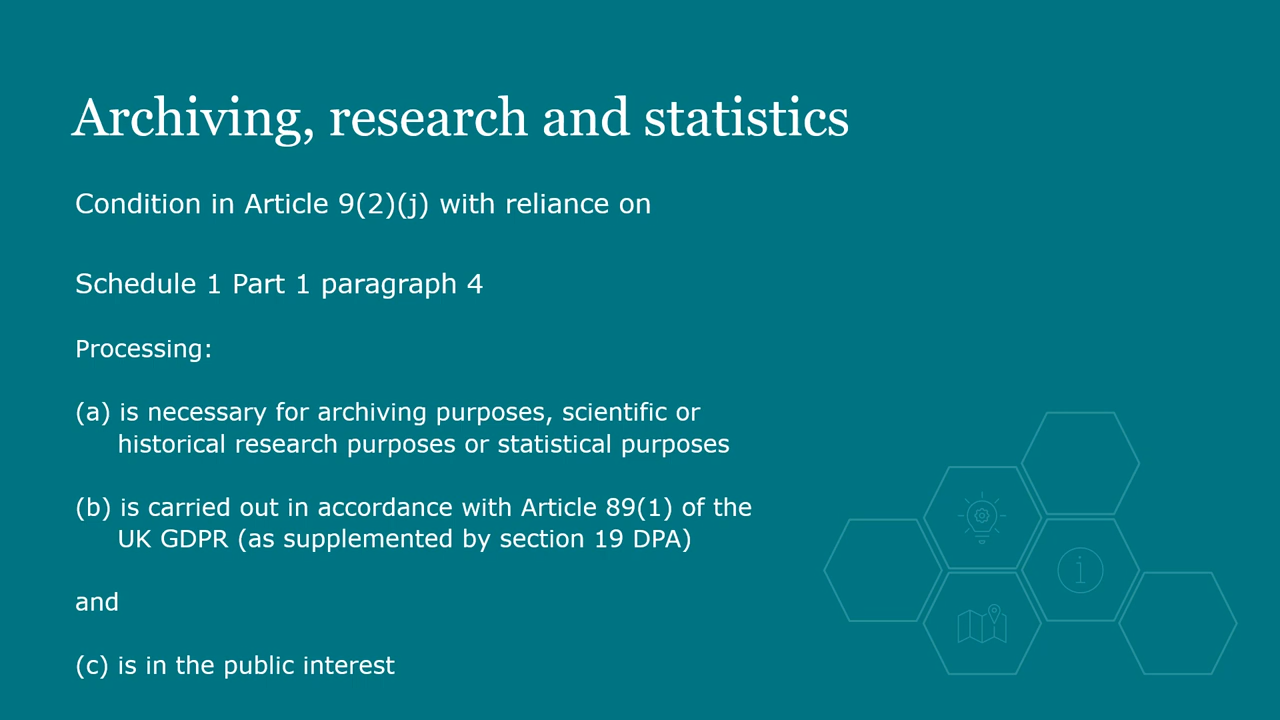 Archiving, research and statistics
Condition in Article 9(2)(j) with reliance on
Schedule 1 Part 1 paragraph 4
Processing:
(a) is necessary for archiving purposes, scientific or
historical research purposes or statistical purposes
(b) is carried out in accordance with Article 89(1) of the
UK GDPR (as supplemented by section 19 DPA)
and
(c) is in the public interest